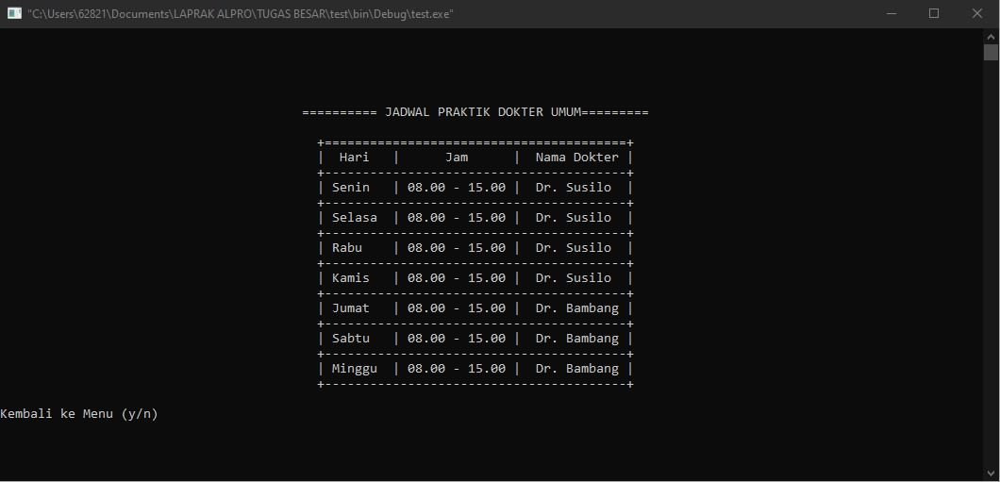 "C:\Users\62821\Documents\LAPRAK ALPRO\TUGAS BESAR\test\bin\Debug\test.exe"
========== JADWAL PRAKTIK DOKTER UMUM=========
+========================================+
|  Hari   |      Jam      |  Nama Dokter |
+----------------------------------------+
| Senin   | 08.00 - 15.00 |  Dr. Susilo  |
+----------------------------------------+
| Selasa  | 08.00 - 15.00 |  Dr. Susilo  |
+----------------------------------------+
| Rabu    | 08.00 - 15.00 |  Dr. Susilo  |
+----------------------------------------+
| Kamis   | 08.00 - 15.00 |  Dr. Susilo  |
+----------------------------------------+
| Jumat   | 08.00 - 15.00 |  Dr. Bambang |
+----------------------------------------+
| Sabtu   | 08.00 - 15.00 |  Dr. Bambang |
+----------------------------------------+
| Minggu  | 08.00 - 15.00 |  Dr. Bambang |
+----------------------------------------+
Kembali ke Menu (y/n)